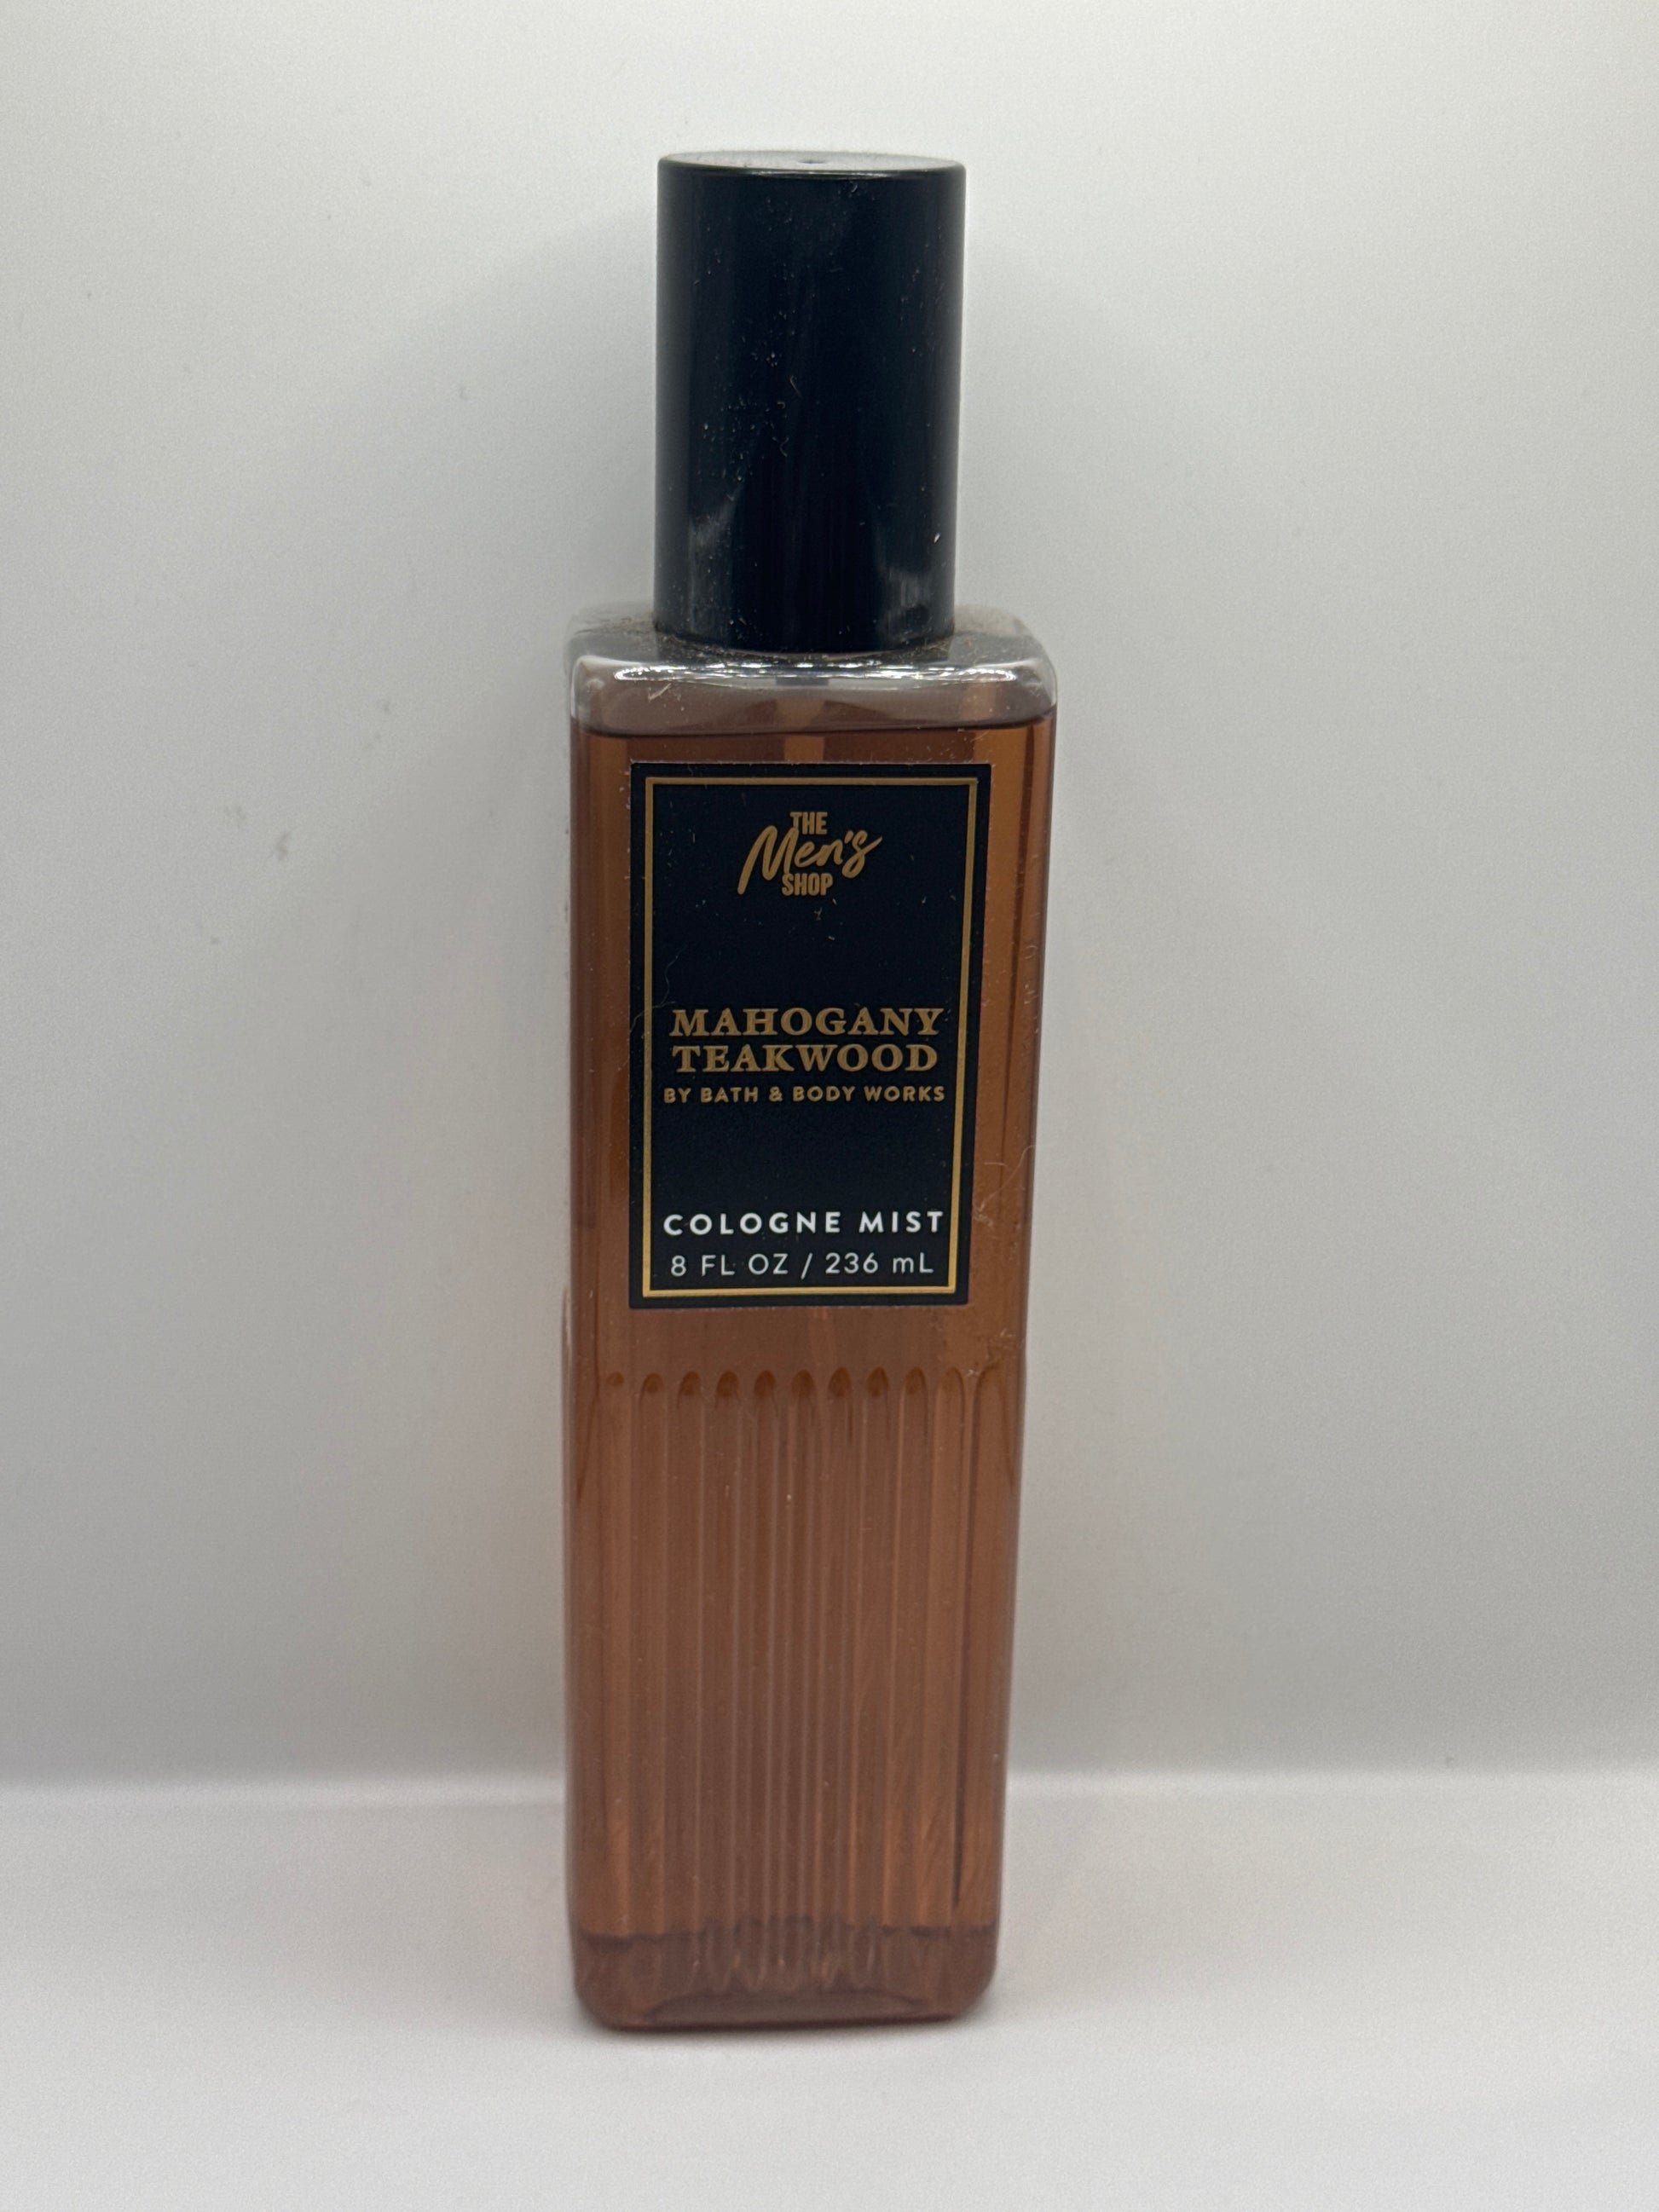 THE
Men's
SHOP
MAHOGANY
TEAKWOOD
BY BATH & BODY WORKS
COLOGNE MIST
8 FL OZ / 236 mL